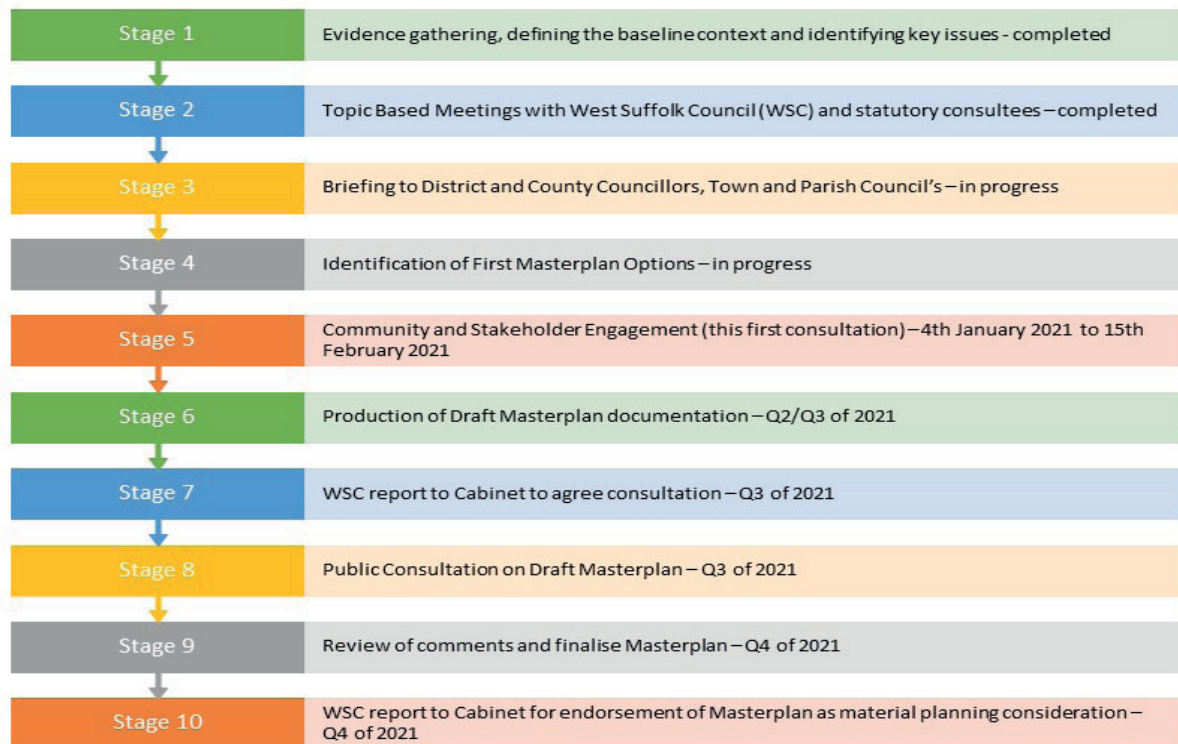 Stage 1
Evidence gathering, defining the baseline context and identifying key issues - completed
Stage 2
Topic Based Meetings with West Suffolk Council (WSC) and statutory consultees – completed
Stage 3
Briefing to District and County Councillors, Town and Parish Council's – in progress
Stage 4
Identification of First Masterplan Options – in progress
Stage 5
Community and Stakeholder Engagement (this first consultation) – 4th January 2021 to 15th
February 2021
Stage 6
Production of Draft Masterplan documentation – Q2/Q3 of 2021
Stage 7
WSC report to Cabinet to agree consultation – Q3 of 2021
Stage 8
Public Consultation on Draft Masterplan – Q3 of 2021
Stage 9
Review of comments and finalise Masterplan – Q4 of 2021
Stage 10
WSC report to Cabinet for endorsement of Masterplan as material planning consideration –
Q4 of 2021